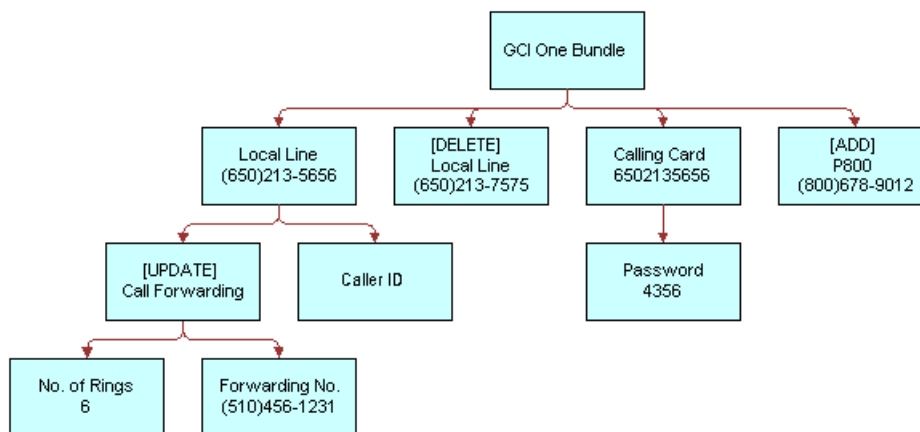 GCI One Bundle
Local Line
(650)213-5656
[DELETE]
Local Line
(650)213-7575
Calling Card
6502135656
[ADD]
P800
(800)678-9012
[UPDATE]
Call Forwarding
Caller ID
Password
4356
No. of Rings
6
Forwarding No.
(510)456-1231